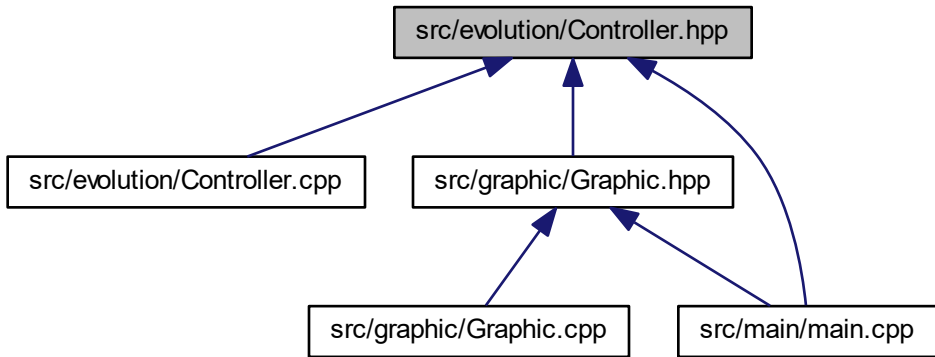 src/evolution/Controller.hpp
src/evolution/Controller.cpp
src/graphic/Graphic.hpp
src/graphic/Graphic.cpp
src/main/main.cpp